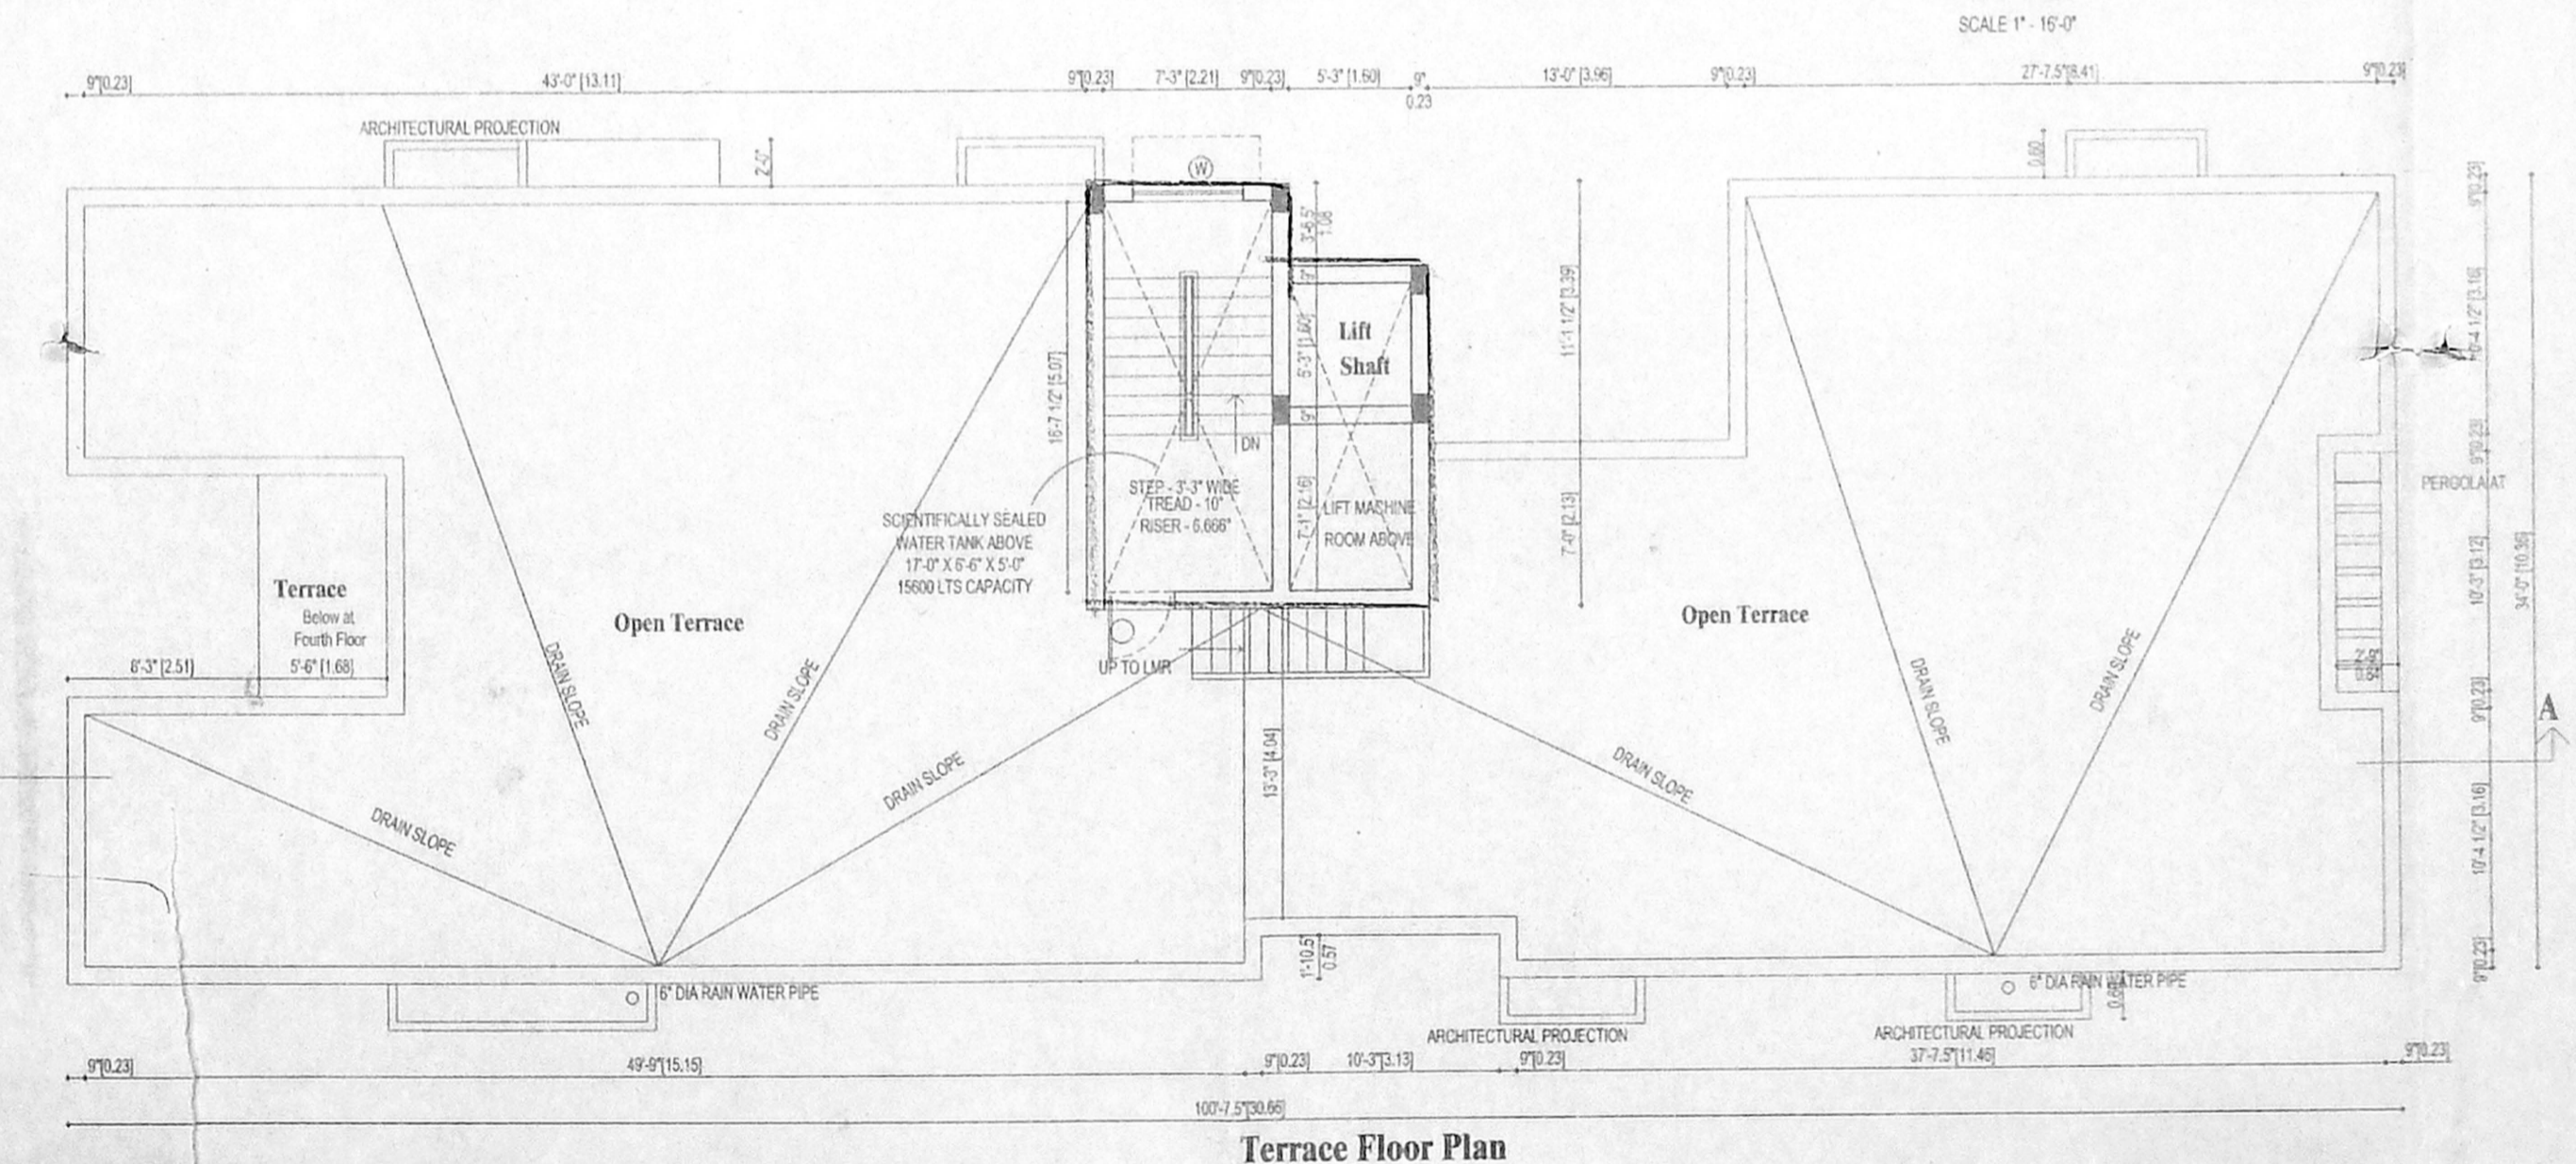 SCALE 1" - 16'-0"
9"[0.23]
43'-0" [13.11]
9"[0.23]
7'-3" [2.21]
9"[0.23]
5'-3" [1.60]
9"
0.23
13'-0" [3.96]
9"[0.23]
27'-7.5"[8.41]
9"[0.23]
ARCHITECTURAL PROJECTION
2'-0"
W
0.60
9"[0.23]
3'-6.5"
1.08
9"
5'-3" [1.60]
Lift
Shaft
11'-1 1/2" [3.39]
16'-7 1/2" [5.07]
9"
DN
9"[0.23]
PERGOLA AT
STEP - 3'-3" WIDE
TREAD - 10"
RISER - 6.666"
7'-1" [2.16]
LIFT MACHINE
ROOM ABOVE
7'-0" [2.13]
SCIENTIFICALLY SEALED
WATER TANK ABOVE
17'-0" X 6'-6" X 5'-0"
15600 LTS CAPACITY
10'-3" [3.12]
34'-0" [10.36]
Terrace
Below at
Fourth Floor
Open Terrace
Open Terrace
5'-6" [1.68]
UP TO LMR
DRAIN SLOPE
DRAIN SLOPE
DRAIN SLOPE
DRAIN SLOPE
9"[0.23]
A
13'-3" [4.04]
DRAIN SLOPE
DRAIN SLOPE
DRAIN SLOPE
10'-4 1/2" [3.16]
1'-10.5"
0.57
9"[0.23]
6" DIA RAIN WATER PIPE
6" DIA RAIN WATER PIPE
ARCHITECTURAL PROJECTION
ARCHITECTURAL PROJECTION
9"[0.23]
49'-9"[15.15]
9"[0.23]
10'-3"[3.13]
9"[0.23]
37'-7.5"[11.46]
9"[0.23]
100'-7.5"[30.66]
Terrace Floor Plan